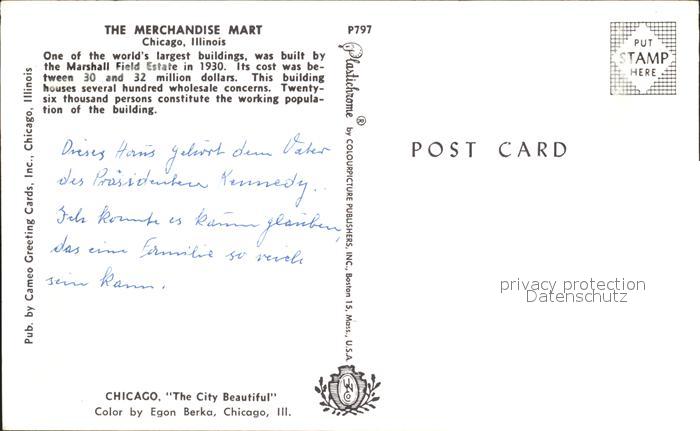 THE MERCHANDISE MART
Chicago, Illinois
One of the world's largest buildings, was built by
the Marshall Field Estate in 1930. Its cost was be-
tween 30 and 32 million dollars. This building
houses several hundred wholesale concerns. Twenty-
six thousand persons constitute the working popula-
tion of the building.
Dieses Haus gehört dem Vater
des Präsidenten Kennedy..
Ich konnte es kaum glauben,
das eine Familie so reich
sein kann.
CHICAGO, "The City Beautiful"
Color by Egon Berka, Chicago, Ill.
Pub. by Cameo Greeting Cards, Inc., Chicago, Illinois
P797
Plastichrome ® by COLOURPICTURE PUBLISHERS, INC., Boston 15, Mass., U.S.A.
POST CARD
PUT
STAMP
HERE
privacy protection
Datenschutz